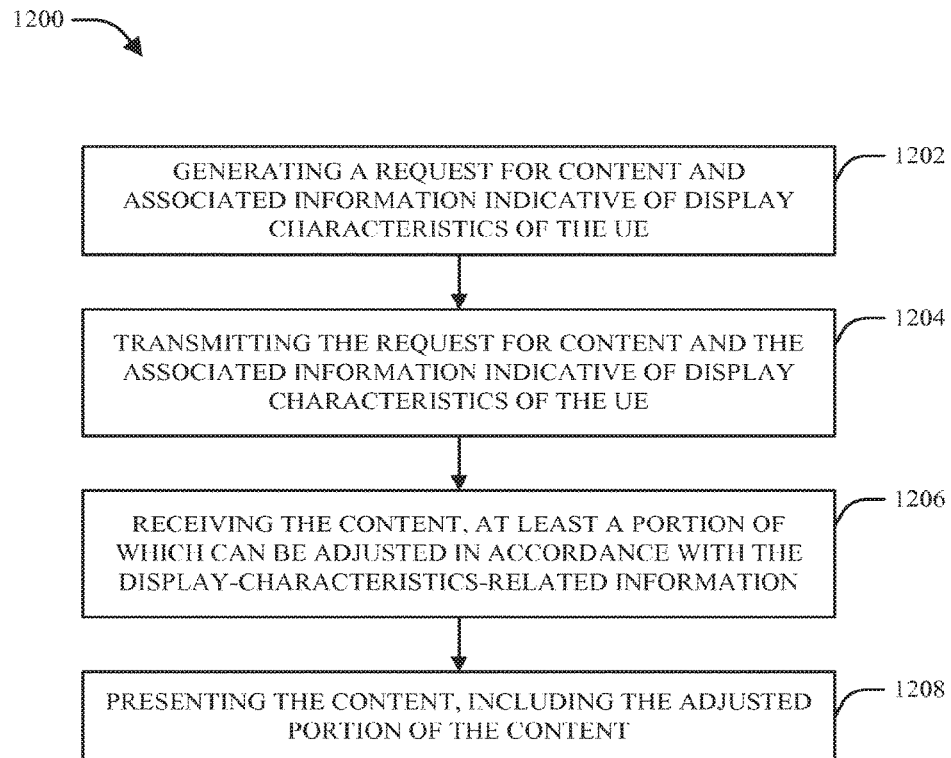 1200
1202
GENERATING A REQUEST FOR CONTENT AND
ASSOCIATED INFORMATION INDICATIVE OF DISPLAY
CHARACTERISTICS OF THE UE
1204
TRANSMITTING THE REQUEST FOR CONTENT AND THE
ASSOCIATED INFORMATION INDICATIVE OF DISPLAY
CHARACTERISTICS OF THE UE
1206
RECEIVING THE CONTENT, AT LEAST A PORTION OF
WHICH CAN BE ADJUSTED IN ACCORDANCE WITH THE
DISPLAY-CHARACTERISTICS-RELATED INFORMATION
1208
PRESENTING THE CONTENT, INCLUDING THE ADJUSTED
PORTION OF THE CONTENT